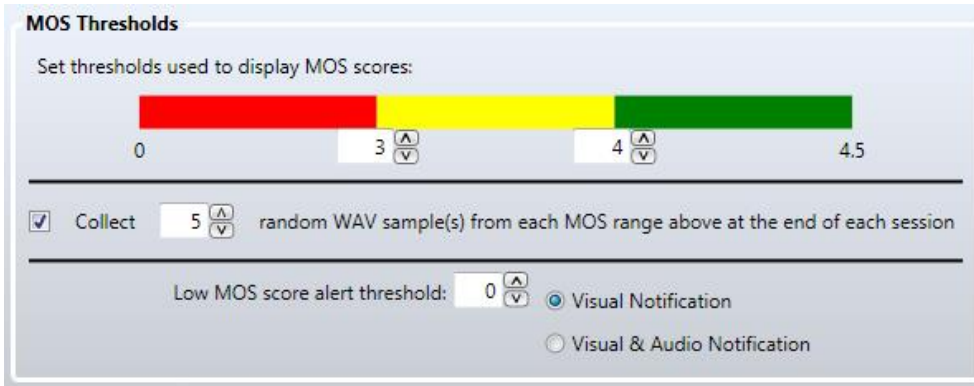 MOS Thresholds
Set thresholds used to display MOS scores:
0 3 4 4.5
Collect 5 random WAV sample(s) from each MOS range above at the end of each session
Low MOS score alert threshold: 0 Visual Notification
Visual & Audio Notification